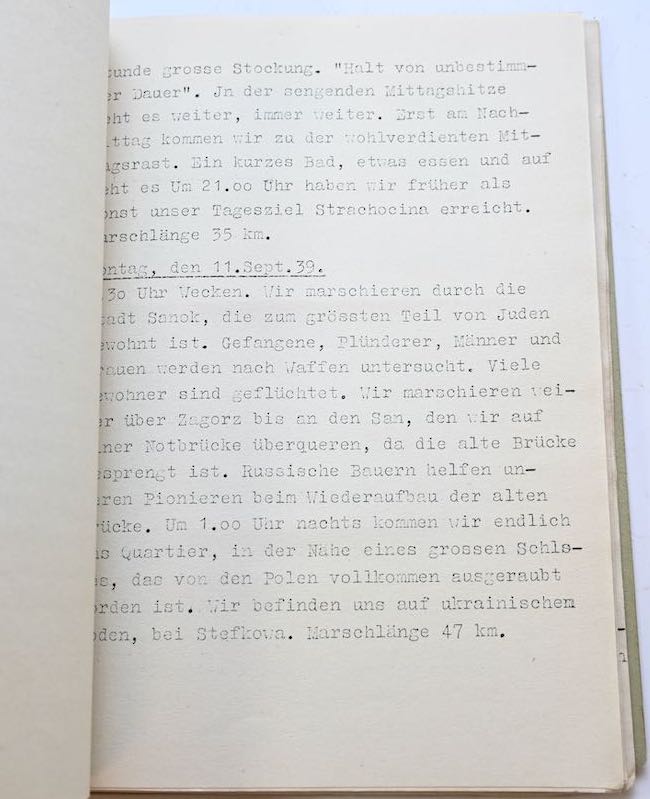 unde grosse Stockung. "Halt von unbestimm-
er Dauer". Jn der sengenden Mittagshitze
eht es weiter, immer weiter. Erst am Nach-
ittag kommen wir zu der wohlverdienten Mit-
agsrast. Ein kurzes Bad, etwas essen und auf
eht es Um 21.oo Uhr haben wir früher als
onst unser Tagesziel Strachocina erreicht.
arschlänge 35 km.
ontag, den 11.Sept.39.
.3o Uhr Wecken. Wir marschieren durch die
tadt Sanok, die zum grössten Teil von Juden
ewohnt ist. Gefangene, Plünderer, Männer und
rauen werden nach Waffen untersucht. Viele
ewohner sind geflüchtet. Wir marschieren wei-
er über Zagorz bis an den San, den wir auf
iner Notbrücke überqueren, da die alte Brücke
esprengt ist. Russische Bauern helfen un-
eren Pionieren beim Wiederaufbau der alten
rücke. Um 1.oo Uhr nachts kommen wir endlich
ns Quartier, in der Nähe eines grossen Schls-
es, das von den Polen vollkommen ausgeraubt
orden ist. Wir befinden uns auf ukrainischem
oden, bei Stefkowa. Marschlänge 47 km.